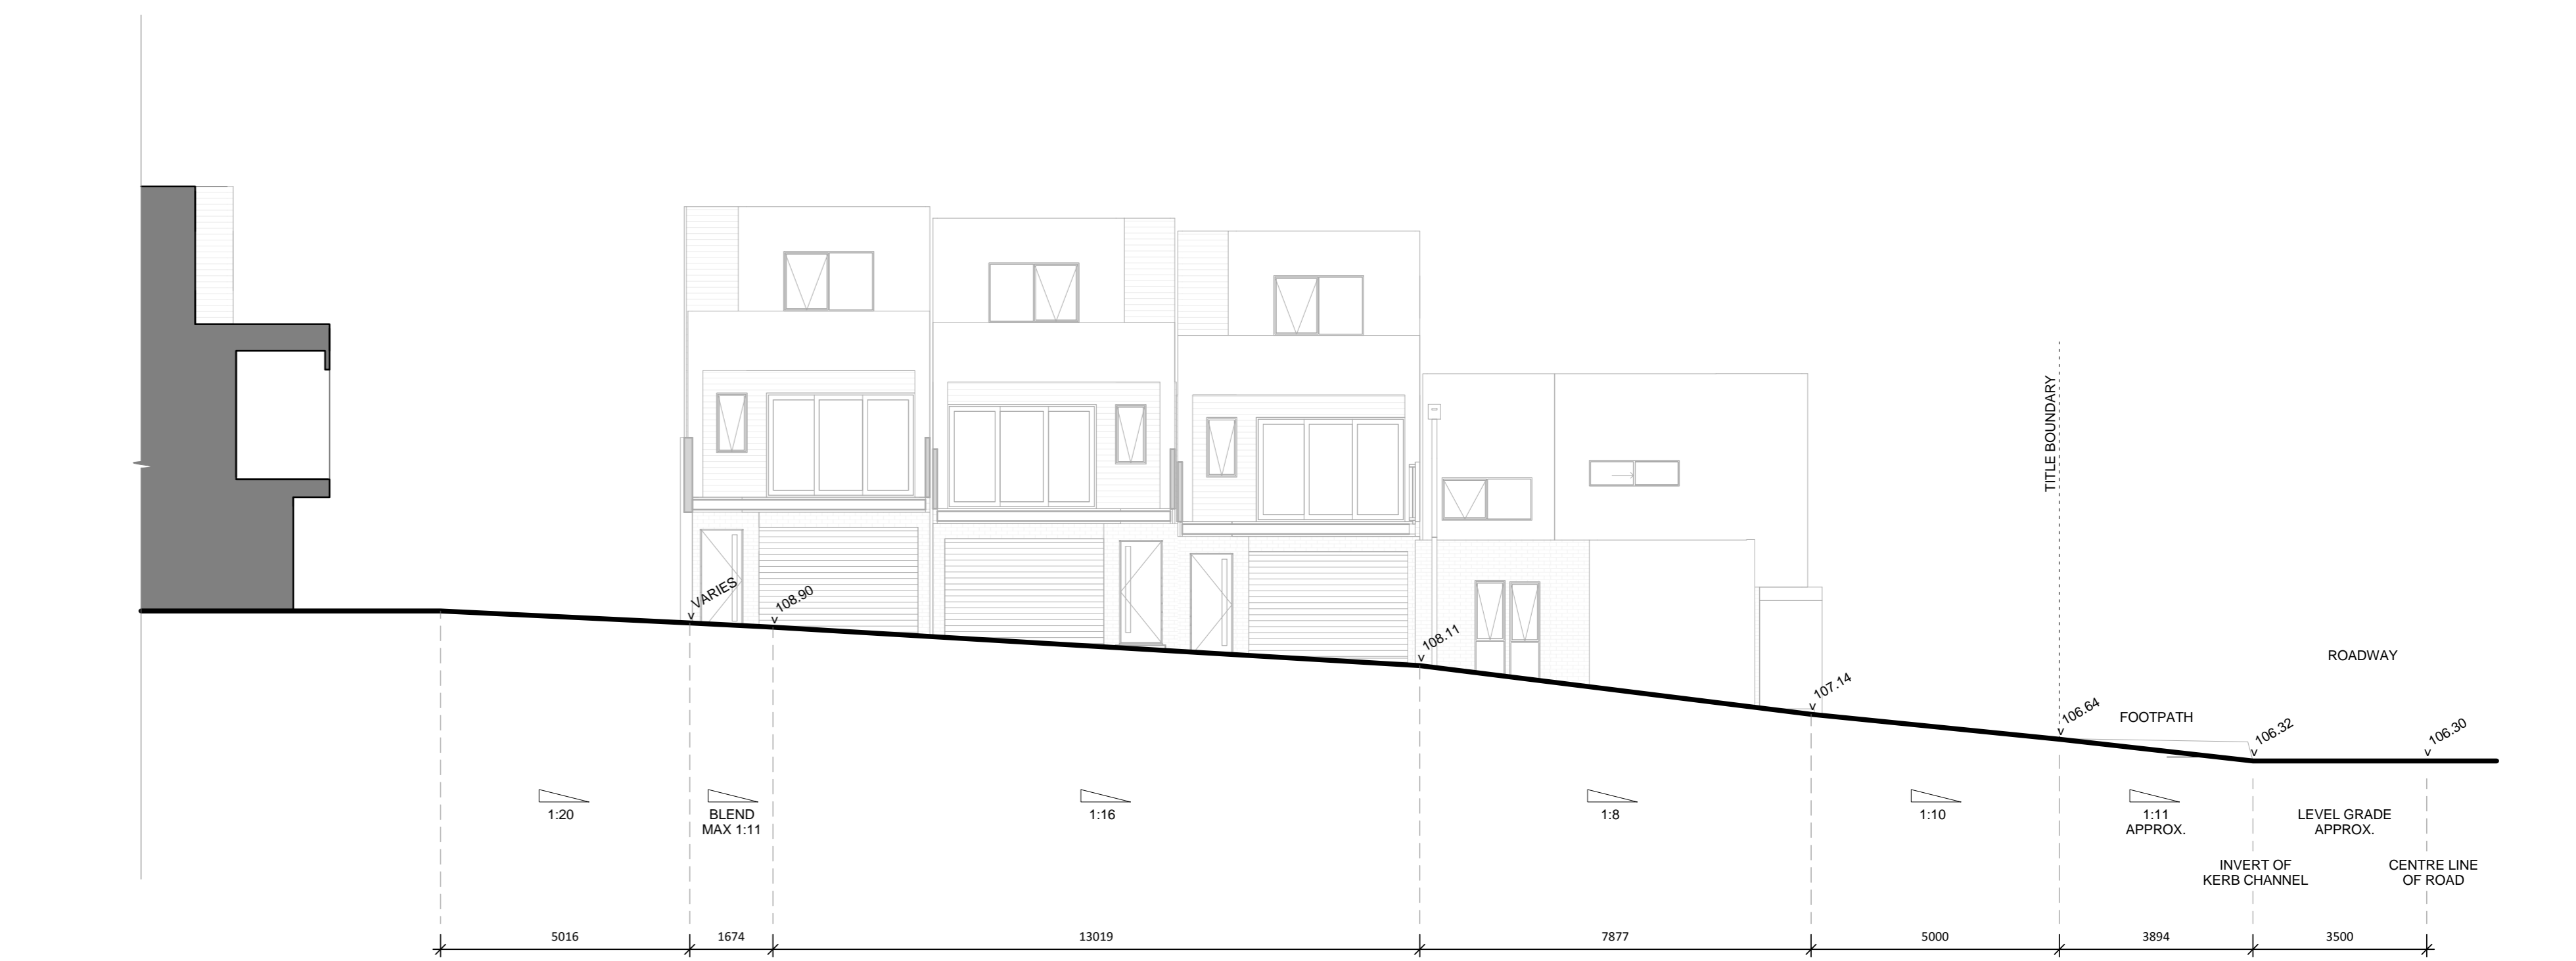 TITLE BOUNDARY
VARIES
108.90
108.11
107.14
106.64
FOOTPATH
ROADWAY
106.32
106.30
1:20
BLEND
MAX 1:11
1:16
1:8
1:10
1:11
APPROX.
LEVEL GRADE
APPROX.
INVERT OF
KERB CHANNEL
CENTRE LINE
OF ROAD
5016
1674
13019
7877
5000
3894
3500